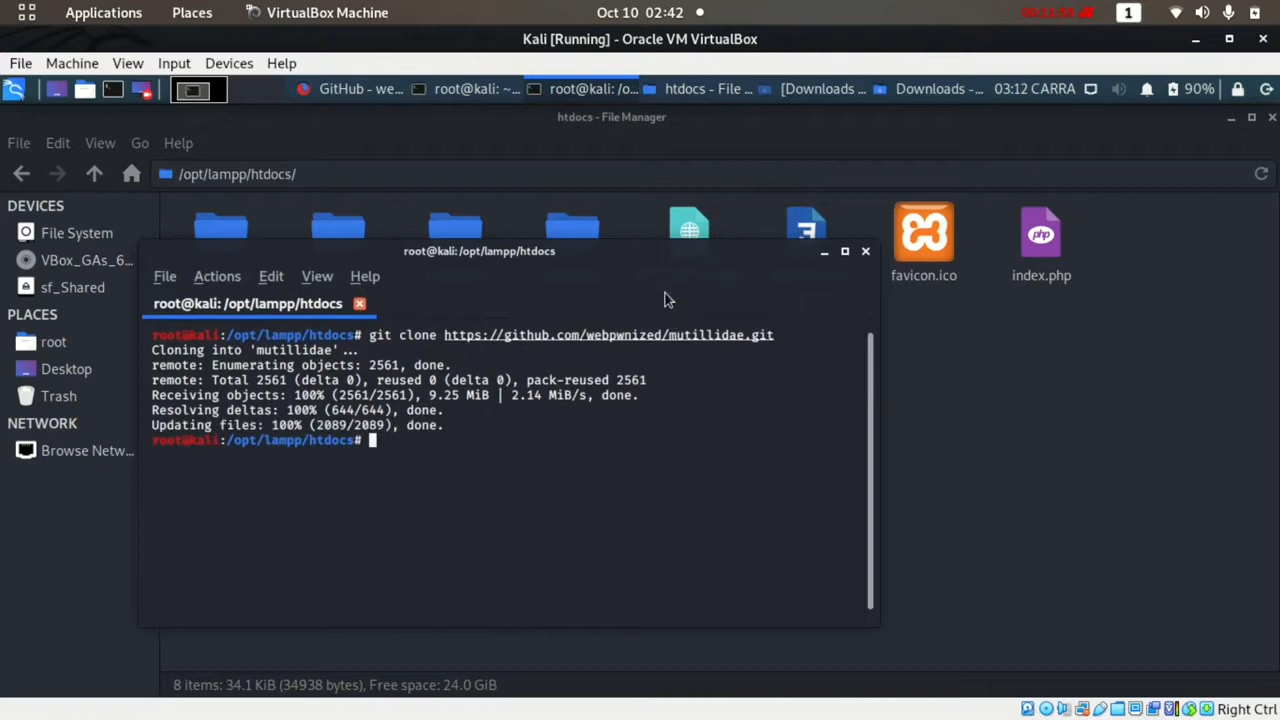 Applications Places VirtualBox Machine Oct 10 02:42 1
Kali [Running] - Oracle VM VirtualBox
File Machine View Input Devices Help
GitHub - we... root@kali: ~... root@kali: /o... htdocs - File ... [Downloads ... Downloads -... 03:12 CARRA 90%
htdocs - File Manager
File Edit View Go Help
/opt/lampp/htdocs/
DEVICES
File System
VBox_GAs_6...
sf_Shared
PLACES
root
Desktop
Trash
NETWORK
Browse Netw...
php
favicon.ico
index.php
root@kali:/opt/lampp/htdocs
File Actions Edit View Help
root@kali: /opt/lampp/htdocs
root@kali:/opt/lampp/htdocs# git clone https://github.com/webpwnized/mutillidae.git
Cloning into 'mutillidae'...
remote: Enumerating objects: 2561, done.
remote: Total 2561 (delta 0), reused 0 (delta 0), pack-reused 2561
Receiving objects: 100% (2561/2561), 9.25 MiB | 2.14 MiB/s, done.
Resolving deltas: 100% (644/644), done.
Updating files: 100% (2089/2089), done.
root@kali:/opt/lampp/htdocs#
8 items: 34.1 KiB (34938 bytes), Free space: 24.0 GiB
Right Ctrl